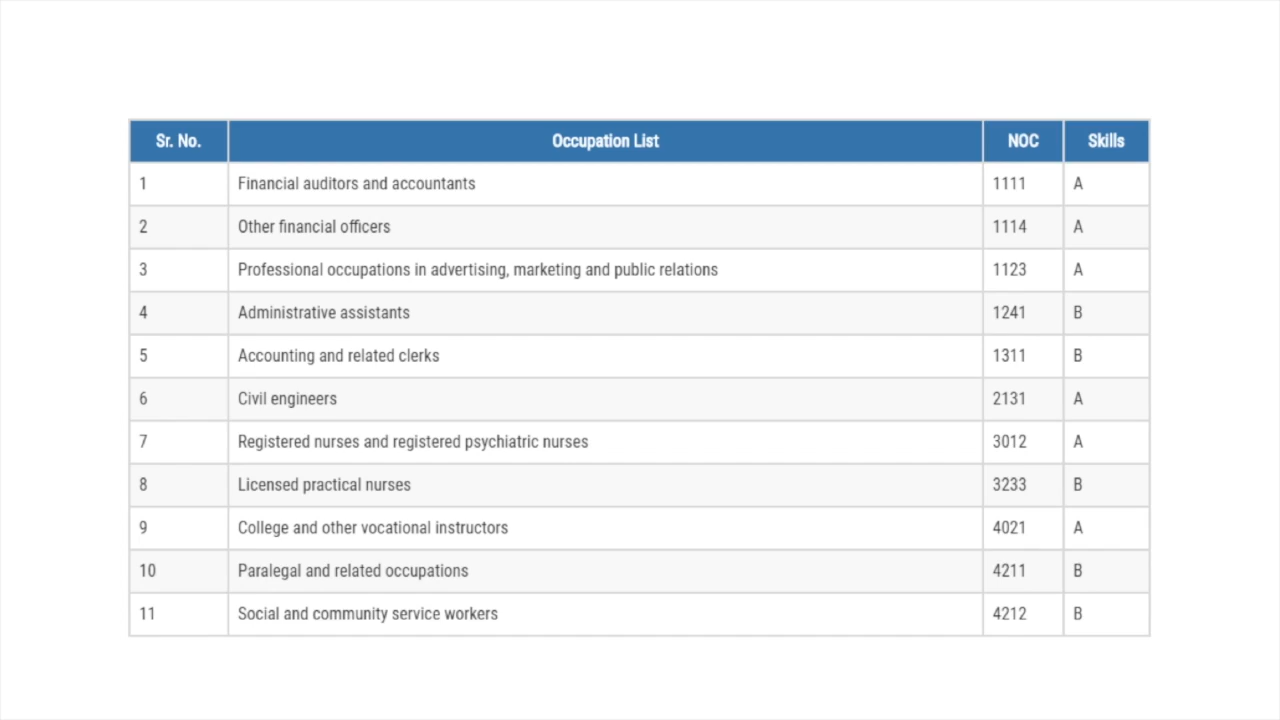 Sr. No. Occupation List NOC Skills
1 Financial auditors and accountants 1111 A
2 Other financial officers 1114 A
3 Professional occupations in advertising, marketing and public relations 1123 A
4 Administrative assistants 1241 B
5 Accounting and related clerks 1311 B
6 Civil engineers 2131 A
7 Registered nurses and registered psychiatric nurses 3012 A
8 Licensed practical nurses 3233 B
9 College and other vocational instructors 4021 A
10 Paralegal and related occupations 4211 B
11 Social and community service workers 4212 B